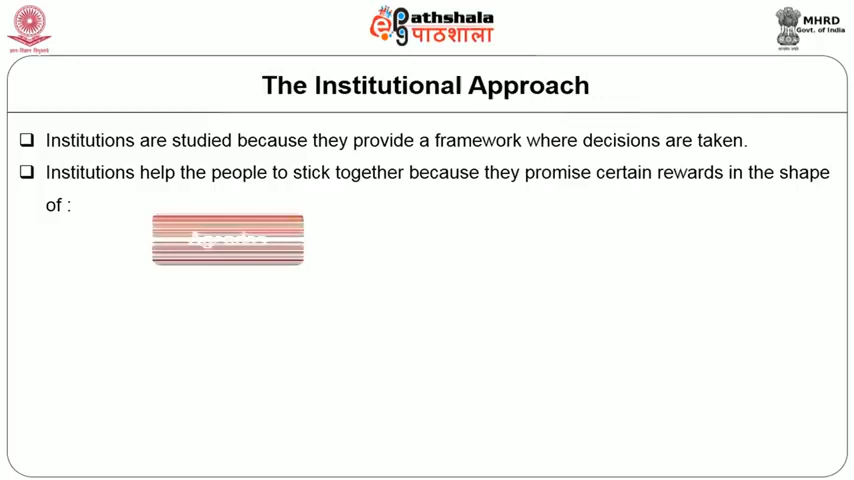 ePathshala
पाठशाला
MHRD
Govt. of India
The Institutional Approach
Institutions are studied because they provide a framework where decisions are taken.
Institutions help the people to stick together because they promise certain rewards in the shape
of :